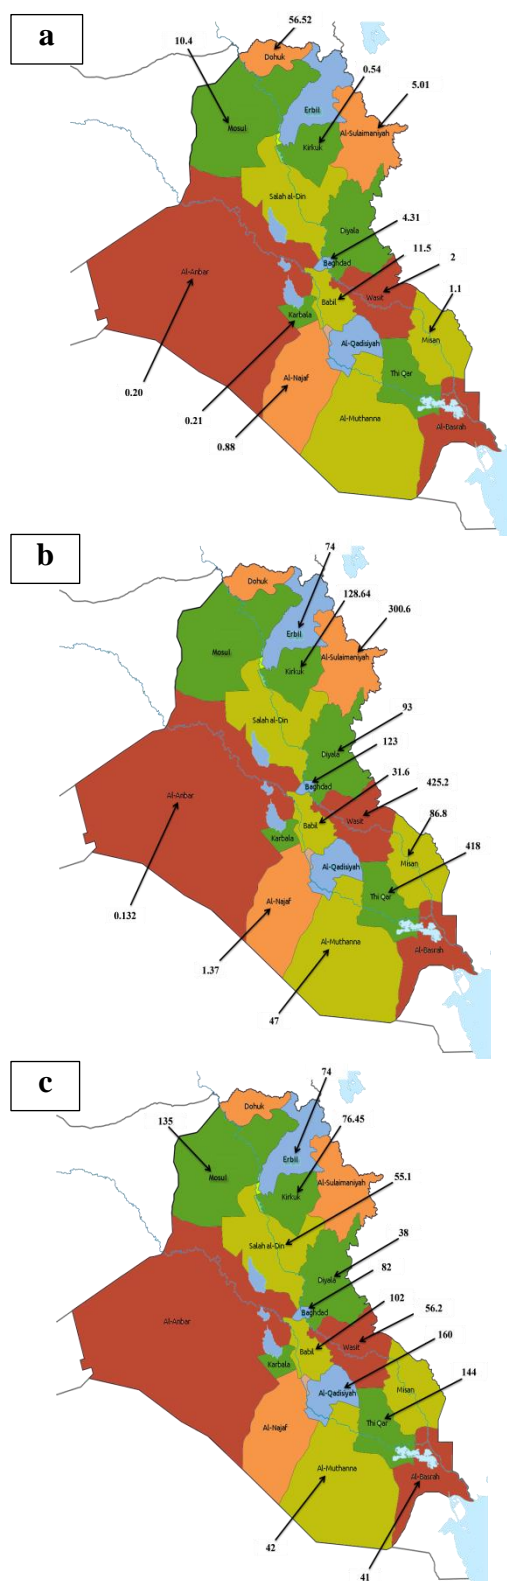 a
56.52
10.4
Dohuk
0.54
5.01
Erbil
Mosul
Kirkuk
Al-Sulaimaniyah
Salah al-Din
Diyala
4.31
11.5
2
Baghdad
Al-Anbar
Wasit
1.1
Babil
Karbala
Al-Qadisiyah
Misan
Thi Qar
Al-Najaf
0.20
0.21
Al-Muthanna
Al-Basrah
0.88
b
74
128.64
300.6
Dohuk
Erbil
Mosul
Al-Sulaimaniyah
Kirkuk
93
Salah al-Din
Diyala
123
31.6
425.2
Baghdad
Al-Anbar
86.8
Wasit
Babil
Karbala
418
Al-Qadisiyah
Misan
Thi Qar
Al-Najaf
0.132
Al-Muthanna
Al-Basrah
1.37
47
c
74
135
76.45
Dohuk
Erbil
Mosul
Al-Sulaimaniyah
Kirkuk
55.1
38
Salah al-Din
82
Diyala
102
56.2
Baghdad
Al-Anbar
160
Wasit
Babil
Karbala
144
Al-Qadisiyah
Misan
Thi Qar
Al-Najaf
Al-Muthanna
Al-Basrah
42
41